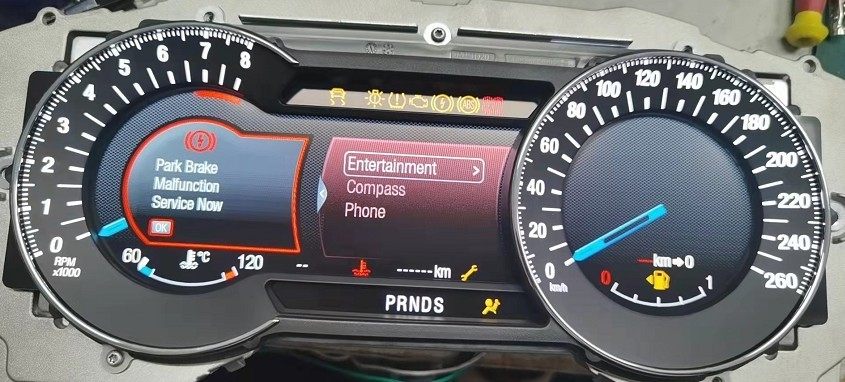 0
1
2
3
4
5
6
7
8
RPM
x1000
Park Brake
Malfunction
Service Now
OK
60
°C
120
ABS
Entertainment >
Compass
Phone
--
------km
PRNDS
0
20
40
60
80
100
120
140
160
180
200
220
240
260
km/h
---km→0
0
1